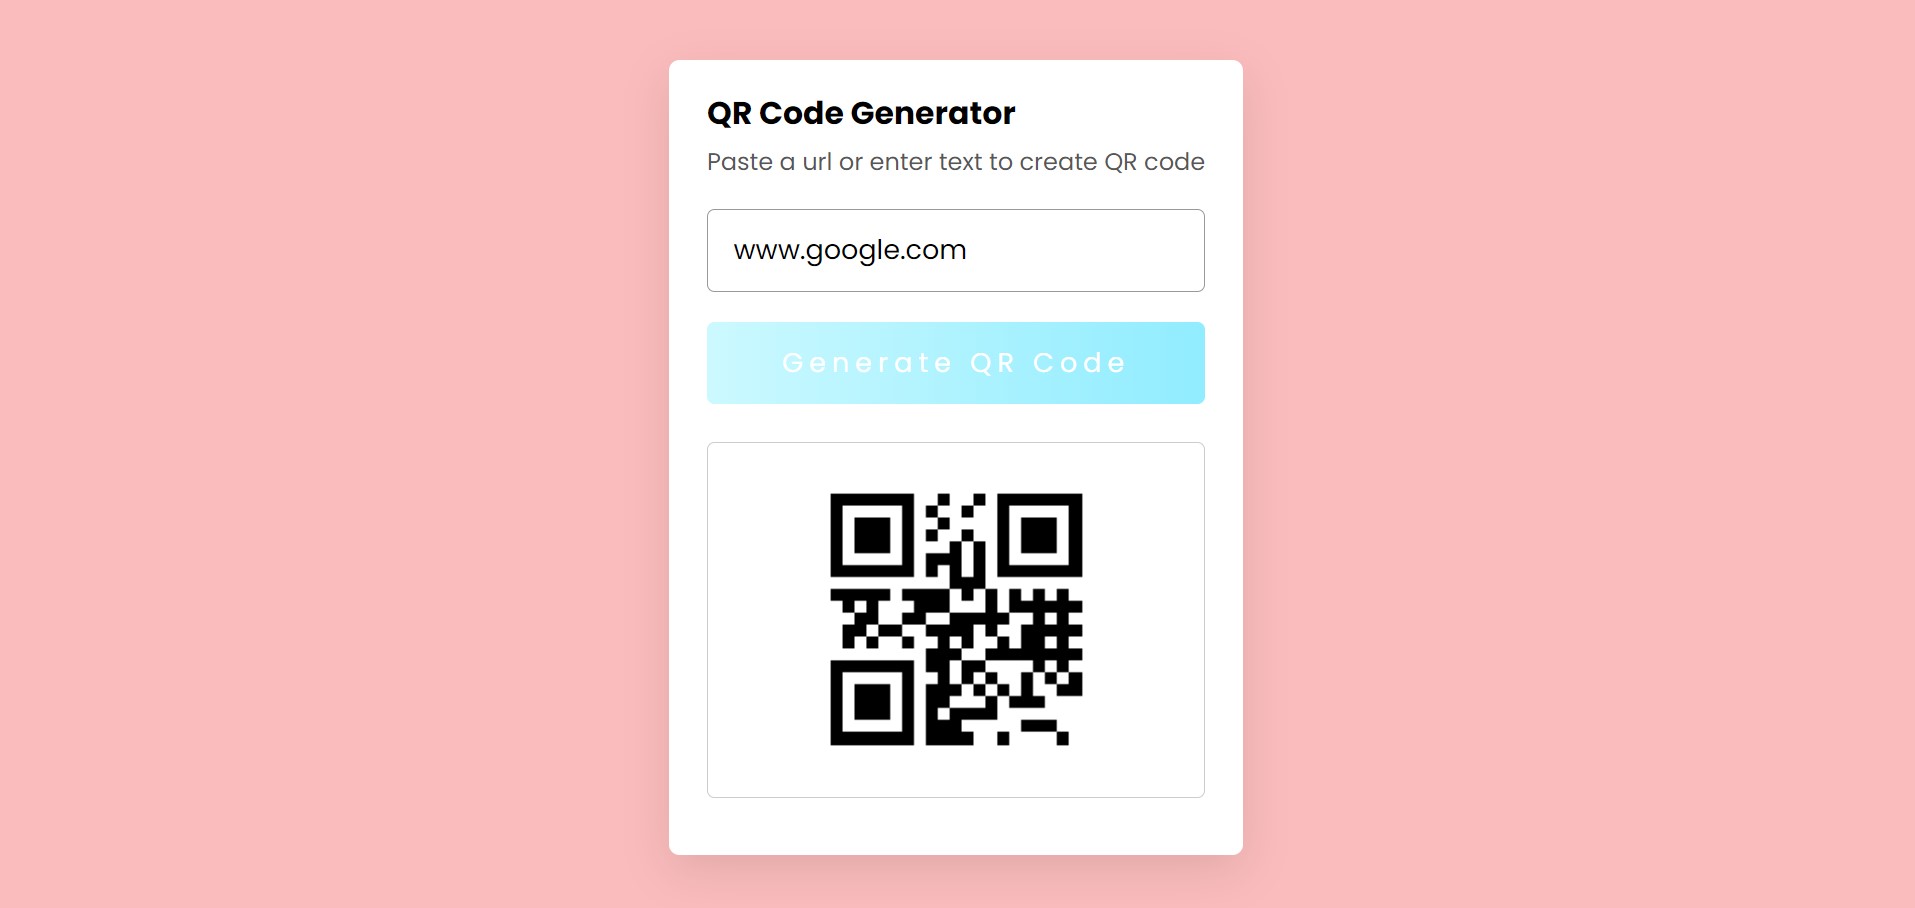 QR Code Generator
Paste a url or enter text to create QR code
www.google.com
Generate QR Code